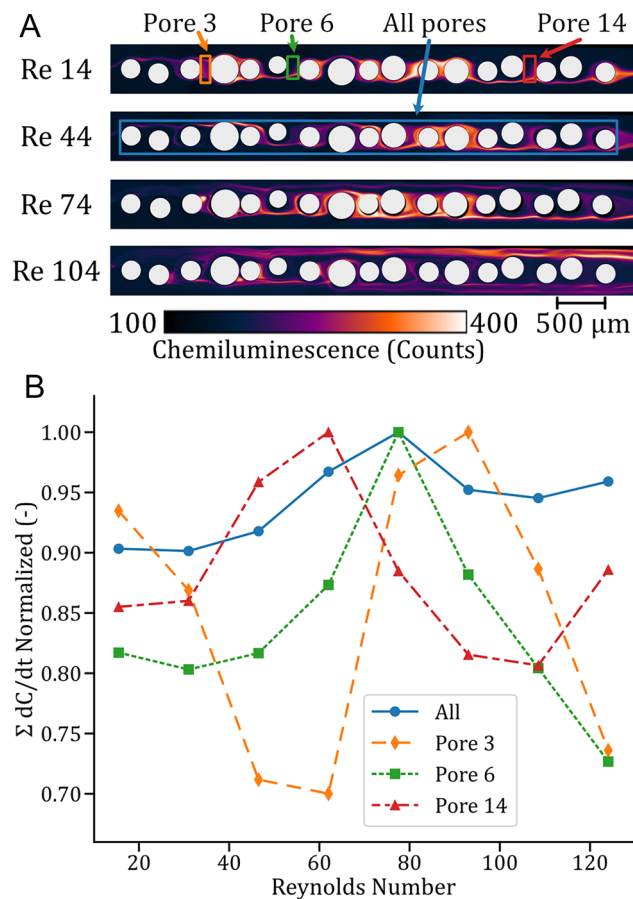 A
Pore 3
Pore 6
All pores
Pore 14
Re 14
Re 44
Re 74
Re 104
100
400
500 μm
Chemiluminescence (Counts)
B
Σ dC/dt Normalized (-)
1.00
0.95
0.90
0.85
0.80
0.75
0.70
All
Pore 3
Pore 6
Pore 14
20
40
60
80
100
120
Reynolds Number